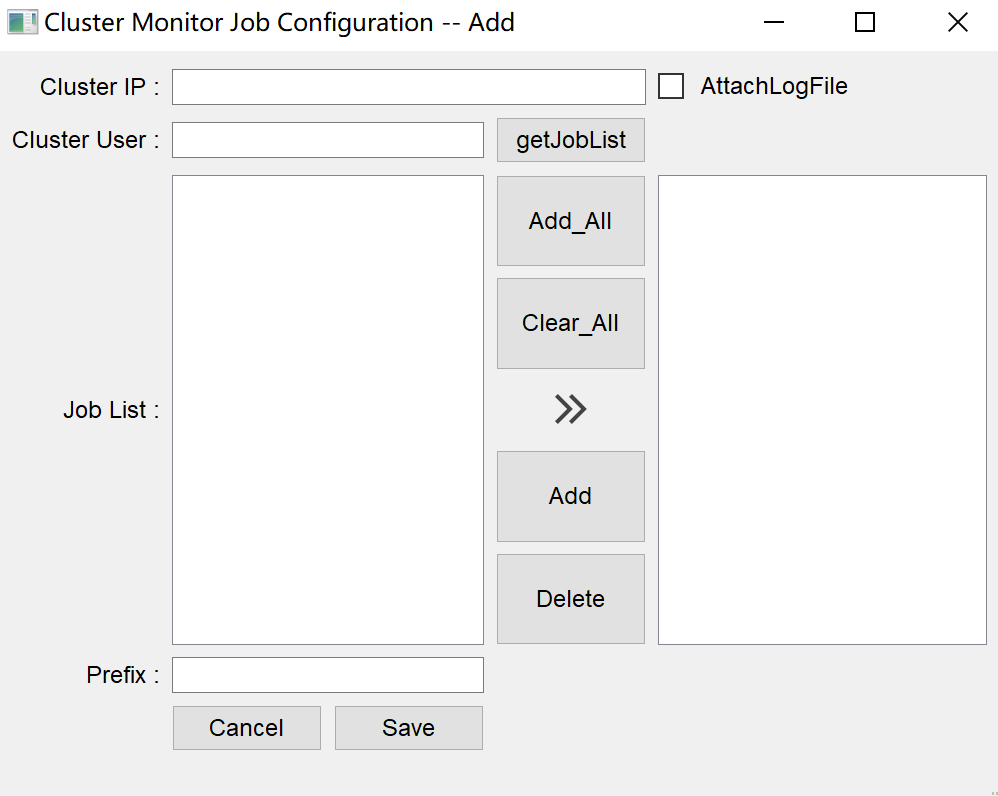 Cluster Monitor Job Configuration -- Add
Cluster IP :
AttachLogFile
Cluster User :
getJobList
Add_All
Clear_All
Job List :
Add
Delete
Prefix :
Cancel
Save